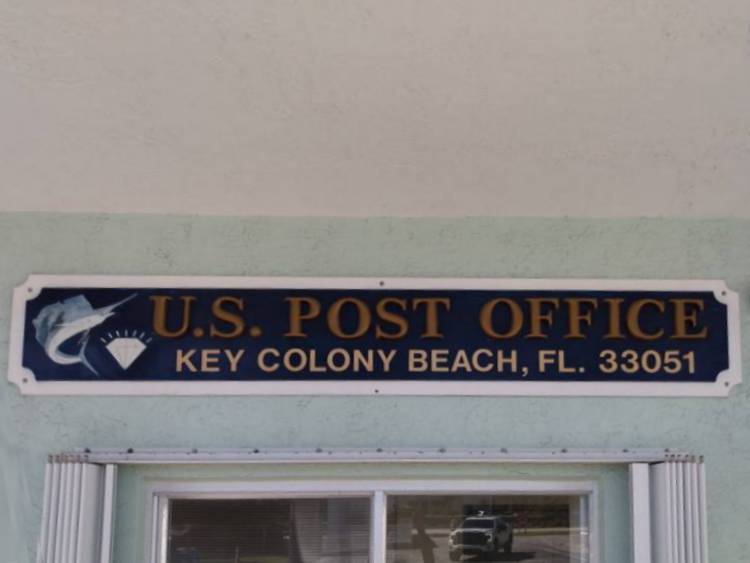 U.S. POST OFFICE
KEY COLONY BEACH, FL. 33051